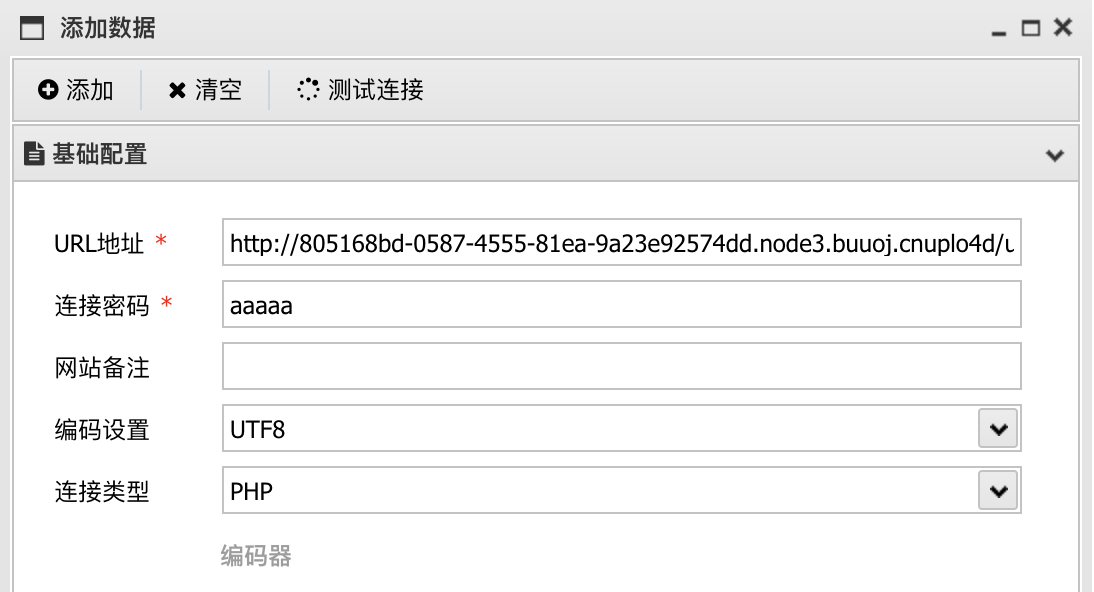 添加数据
添加 清空 测试连接
基础配置
URL地址 * http://805168bd-0587-4555-81ea-9a23e92574dd.node3.buuoj.cnuplo4d/u
连接密码 * aaaaa
网站备注
编码设置 UTF8
连接类型 PHP
编码器